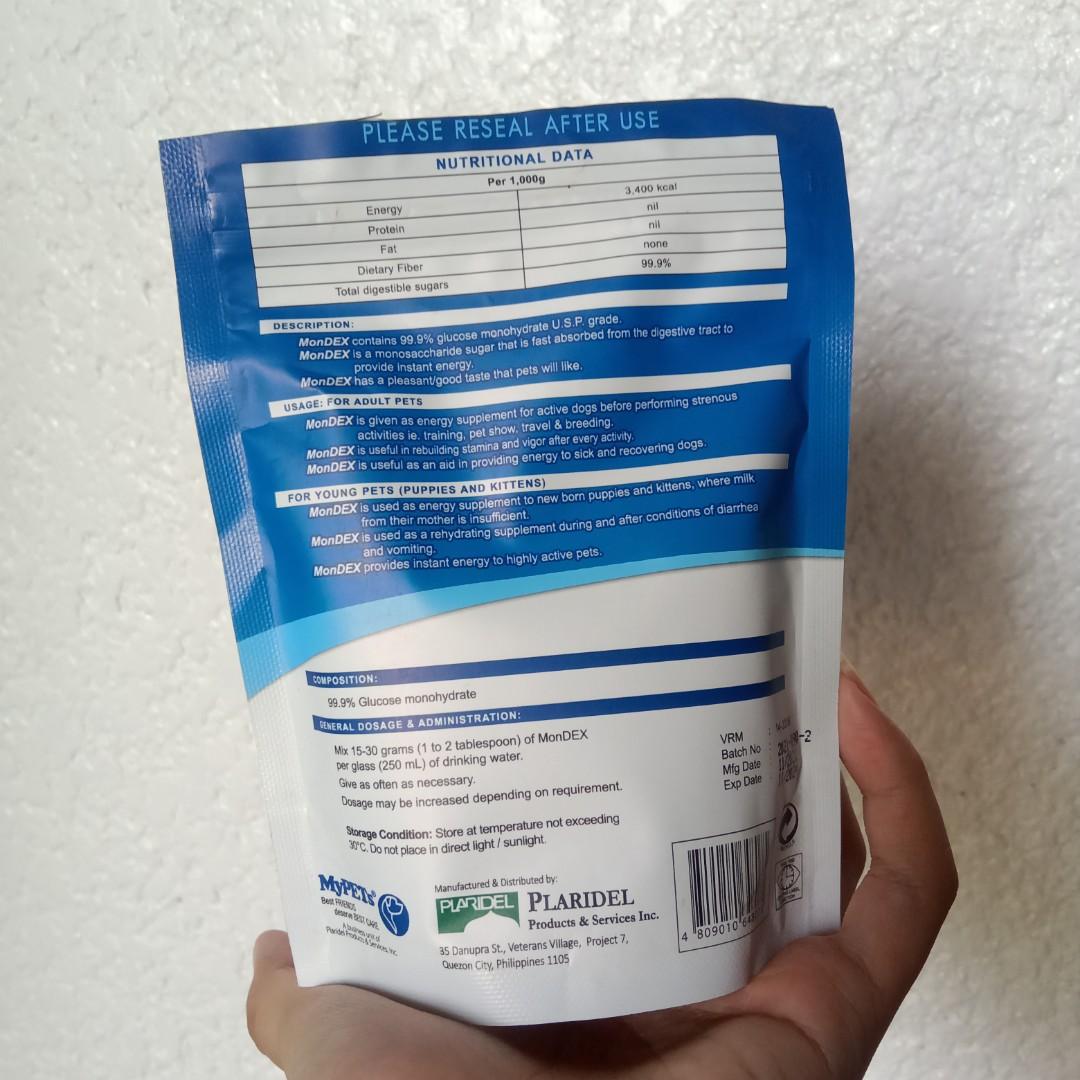 PLEASE RESEAL AFTER USE
NUTRITIONAL DATA
Per 1,000g
Energy 3,400 kcal
Protein nil
Fat nil
Dietary Fiber none
Total digestible sugars 99.9%
DESCRIPTION:
MonDEX contains 99.9% glucose monohydrate U.S.P. grade.
MonDEX is a monosaccharide sugar that is fast absorbed from the digestive tract to
provide instant energy.
MonDEX has a pleasant/good taste that pets will like.
USAGE: FOR ADULT PETS
MonDEX is given as energy supplement for active dogs before performing strenous
activities ie. training, pet show, travel & breeding.
MonDEX is useful in rebuilding stamina and vigor after every activity.
MonDEX is useful as an aid in providing energy to sick and recovering dogs.
FOR YOUNG PETS (PUPPIES AND KITTENS)
MonDEX is used as energy supplement to new born puppies and kittens, where milk
from their mother is insufficient.
MonDEX is used as a rehydrating supplement during and after conditions of diarrhea
and vomiting.
MonDEX provides instant energy to highly active pets.
COMPOSITION:
99.9% Glucose monohydrate
GENERAL DOSAGE & ADMINISTRATION:
Mix 15-30 grams (1 to 2 tablespoon) of MonDEX
per glass (250 mL) of drinking water.
Give as often as necessary.
Dosage may be increased depending on requirement.
Storage Condition: Store at temperature not exceeding
30°C. Do not place in direct light / sunlight.
VRM :
Batch No :
Mfg Date :
Exp Date :
MyPETs®
Best FRIENDS
deserve BEST CARE
A business unit of
Plaridel Products & Services, Inc.
Manufactured & Distributed by:
PLARIDEL
PLARIDEL
Products & Services Inc.
35 Danupra St., Veterans Village, Project 7,
Quezon City, Philippines 1105
4 809010